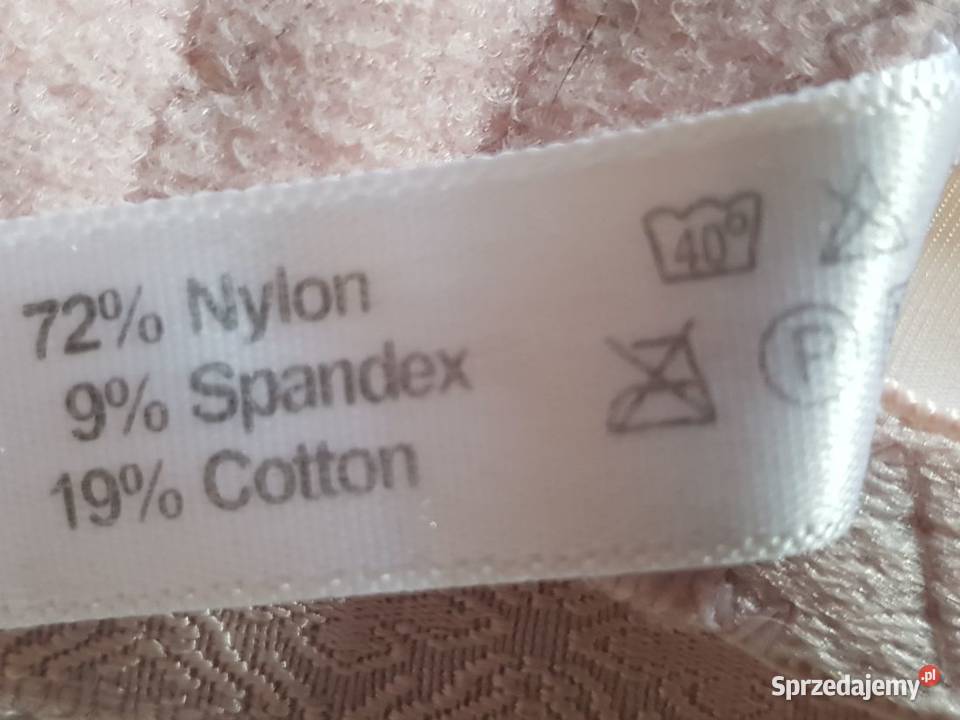 72% Nylon
9% Spandex
19% Cotton
40°
P
Sprzedajemy.pl